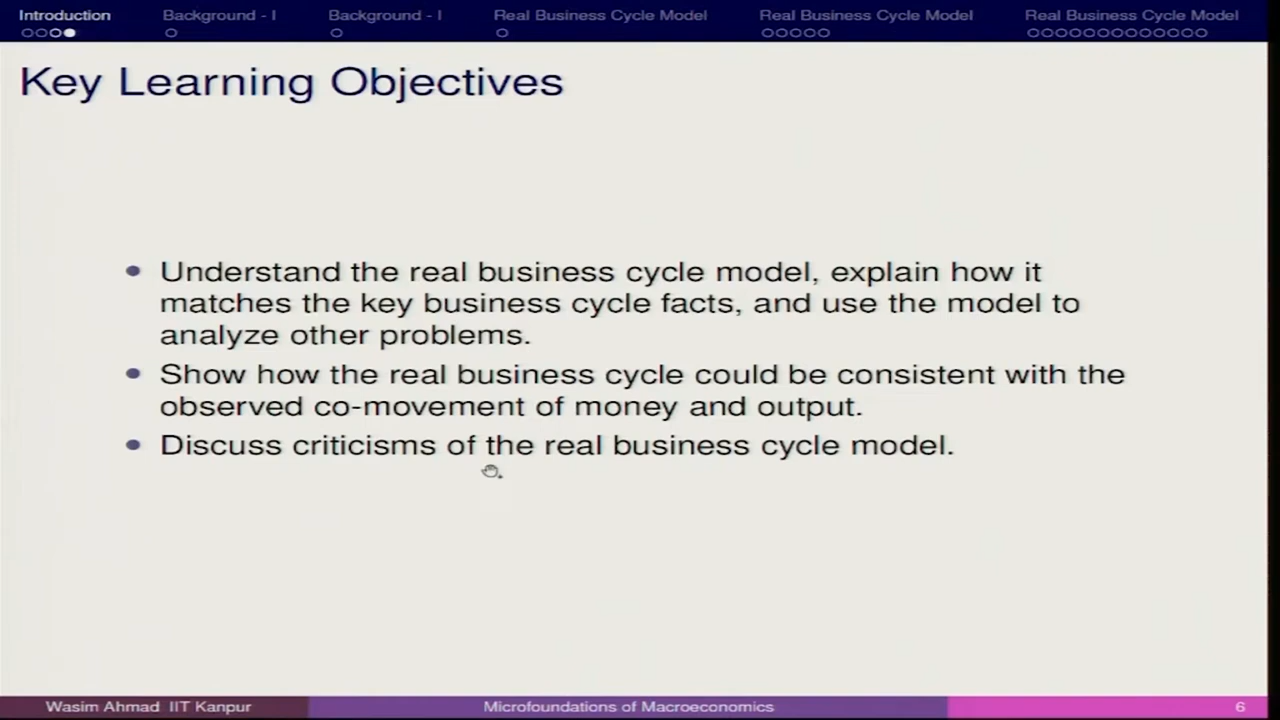 Introduction Background - I Background - I Real Business Cycle Model Real Business Cycle Model Real Business Cycle Model
Key Learning Objectives
Understand the real business cycle model, explain how it
matches the key business cycle facts, and use the model to
analyze other problems.
Show how the real business cycle could be consistent with the
observed co-movement of money and output.
Discuss criticisms of the real business cycle model.
Wasim Ahmad IIT Kanpur Microfoundations of Macroeconomics 6